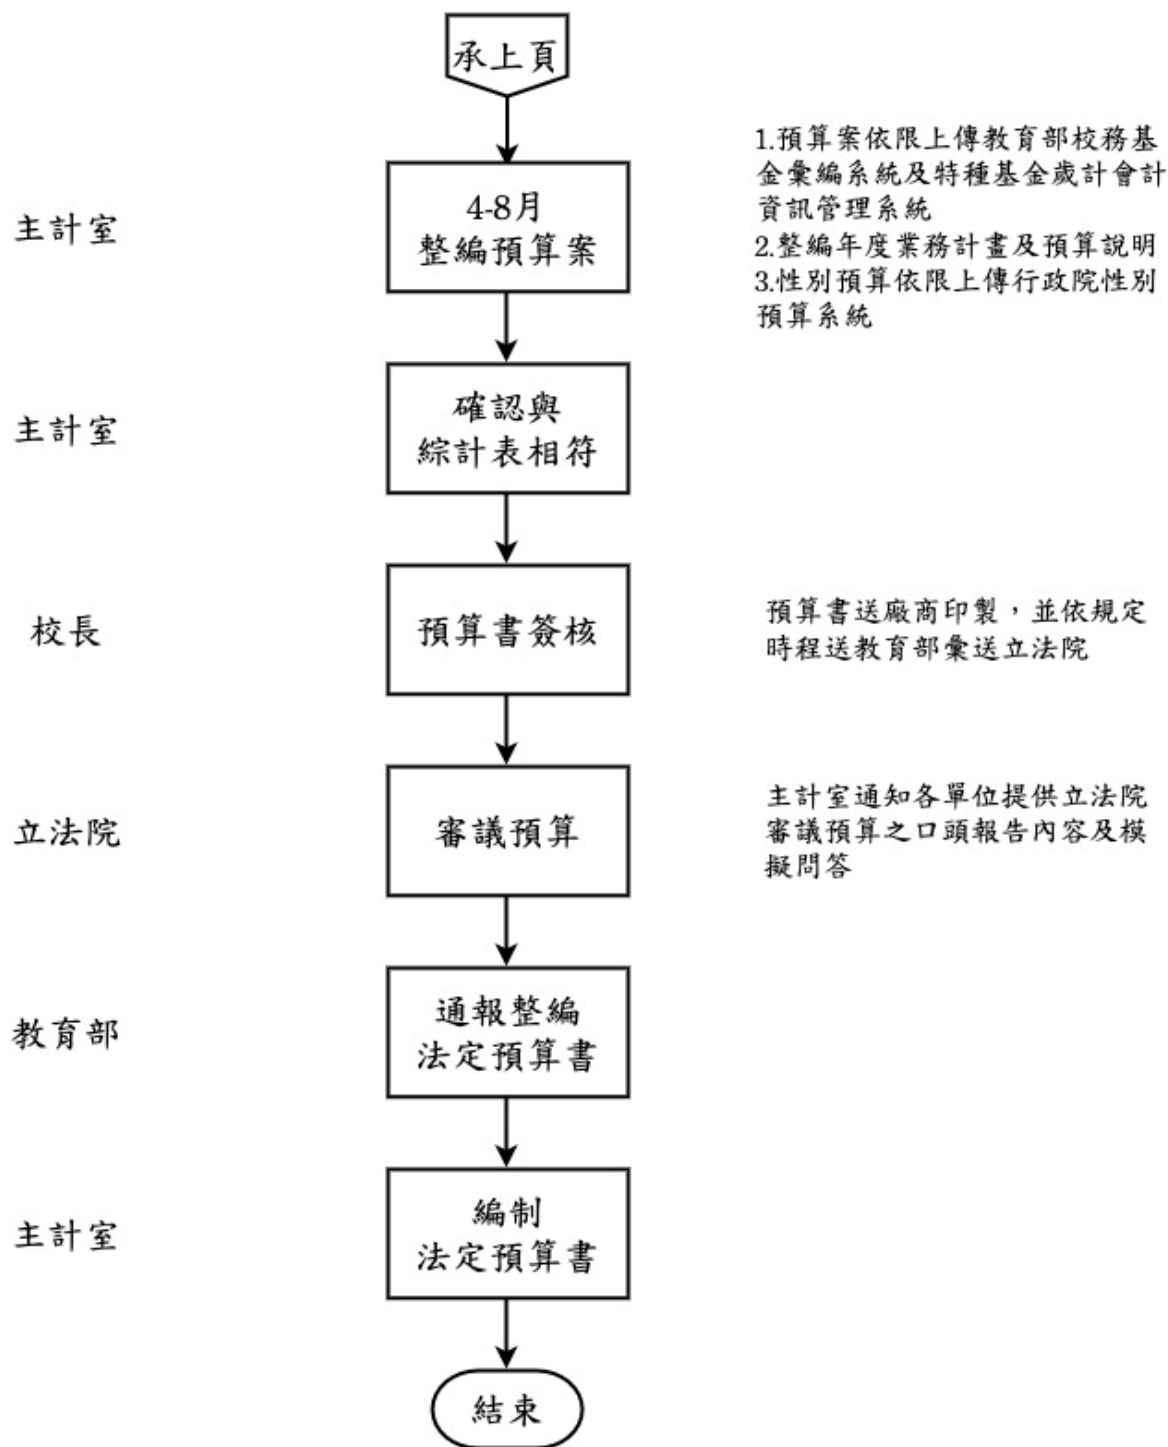 承上頁
主計室
4-8月
整編預算案
1.預算案依限上傳教育部校務基
金彙編系統及特種基金歲計會計
資訊管理系統
2.整編年度業務計畫及預算說明
3.性別預算依限上傳行政院性別
預算系統
主計室
確認與
綜計表相符
校長
預算書簽核
預算書送廠商印製，並依規定
時程送教育部彙送立法院
立法院
審議預算
主計室通知各單位提供立法院
審議預算之口頭報告內容及模
擬問答
教育部
通報整編
法定預算書
主計室
編制
法定預算書
結束